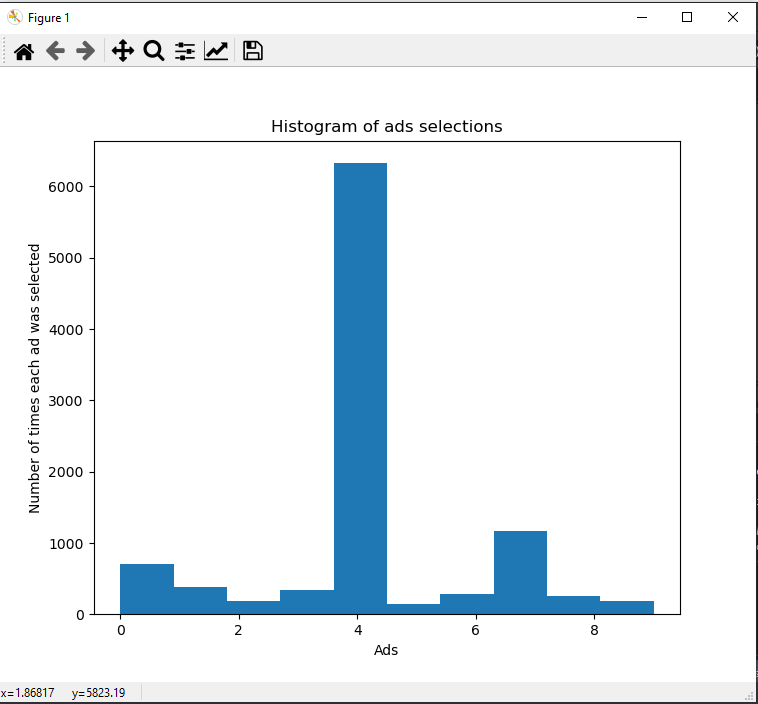 Figure 1
Histogram of ads selections
Number of times each ad was selected
6000
5000
4000
3000
2000
1000
0
0 2 4 6 8
Ads
x=1.86817 y=5823.19